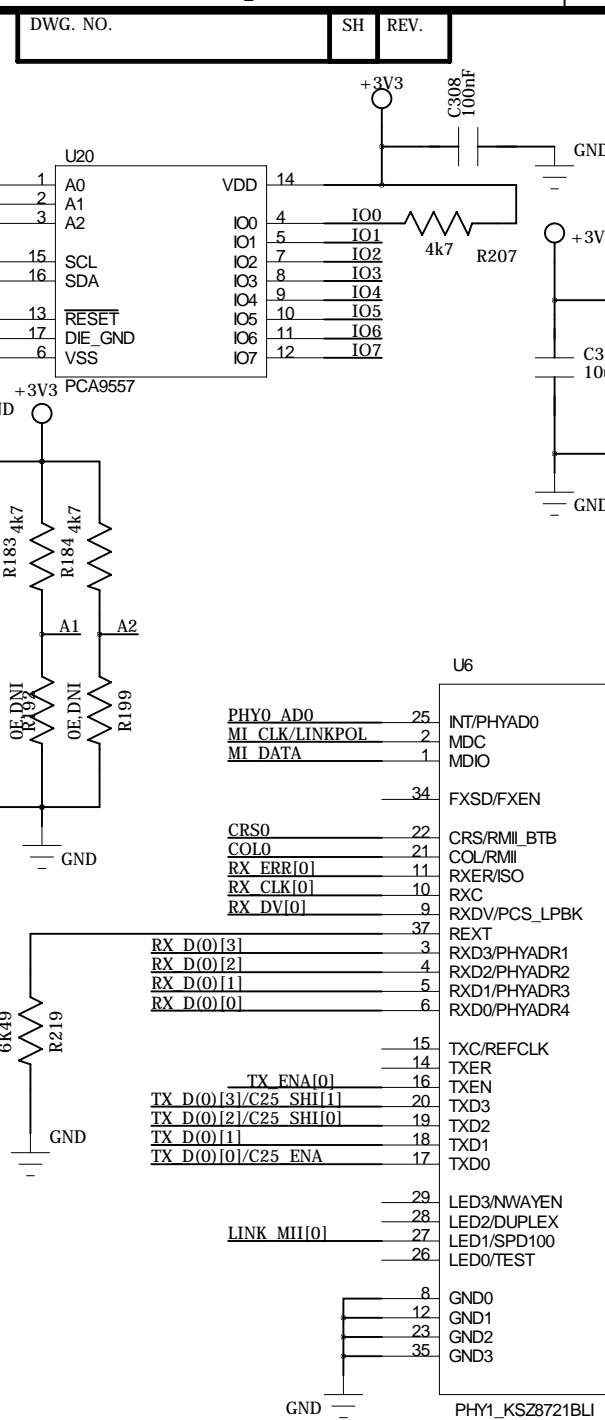 DWG. NO. SH REV.
+3V3
C308
100nF
GND
U20
1 A0 VDD 14
2 A1
3 A2 IO0 4 IO0
IO1 5 IO1
15 SCL IO2 7 IO2
16 SDA IO3 8 IO3
IO4 9 IO4
13 RESET IO5 10 IO5
17 DIE_GND IO6 11 IO6
6 VSS IO7 12 IO7
PCA9557
4k7 R207
+3V
C3
10
GND
+3V3
R183 4k7
R184 4k7
A1 A2
0E,DNI
R192
0E,DNI
R199
GND
U6
PHY0_AD0 25 INT/PHYAD0
MI_CLK/LINKPOL 2 MDC
MI_DATA 1 MDIO
34 FXSD/FXEN
CRS0 22 CRS/RMII_BTB
COL0 21 COL/RMII
RX_ERR[0] 11 RXER/ISO
RX_CLK[0] 10 RXC
RX_DV[0] 9 RXDV/PCS_LPBK
37 REXT
RX_D(0)[3] 3 RXD3/PHYADR1
RX_D(0)[2] 4 RXD2/PHYADR2
RX_D(0)[1] 5 RXD1/PHYADR3
RX_D(0)[0] 6 RXD0/PHYADR4
6K49
R219
GND
15 TXC/REFCLK
14 TXER
TX_ENA[0] 16 TXEN
TX_D(0)[3]/C25_SHI[1] 20 TXD3
TX_D(0)[2]/C25_SHI[0] 19 TXD2
TX_D(0)[1] 18 TXD1
TX_D(0)[0]/C25_ENA 17 TXD0
29 LED3/NWAYEN
28 LED2/DUPLEX
LINK_MII[0] 27 LED1/SPD100
26 LED0/TEST
8 GND0
12 GND1
23 GND2
35 GND3
GND
PHY1_KSZ8721BLI